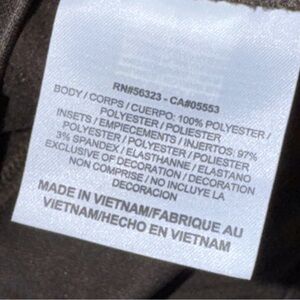 RN#56323 - CA#05553
BODY / CORPS / CUERPO: 100% POLYESTER /
POLYESTER / POLIESTER
INSETS / EMPIECEMENTS / INJERTOS: 97%
POLYESTER / POLYESTER / POLIESTER
3% SPANDEX / ELASTHANNE / ELASTANO
EXCLUSIVE OF DECORATION / DECORATION
NON COMPRISE / NO INCLUYE LA
DECORACION
MADE IN VIETNAM/FABRIQUE AU
VIETNAM/HECHO EN VIETNAM